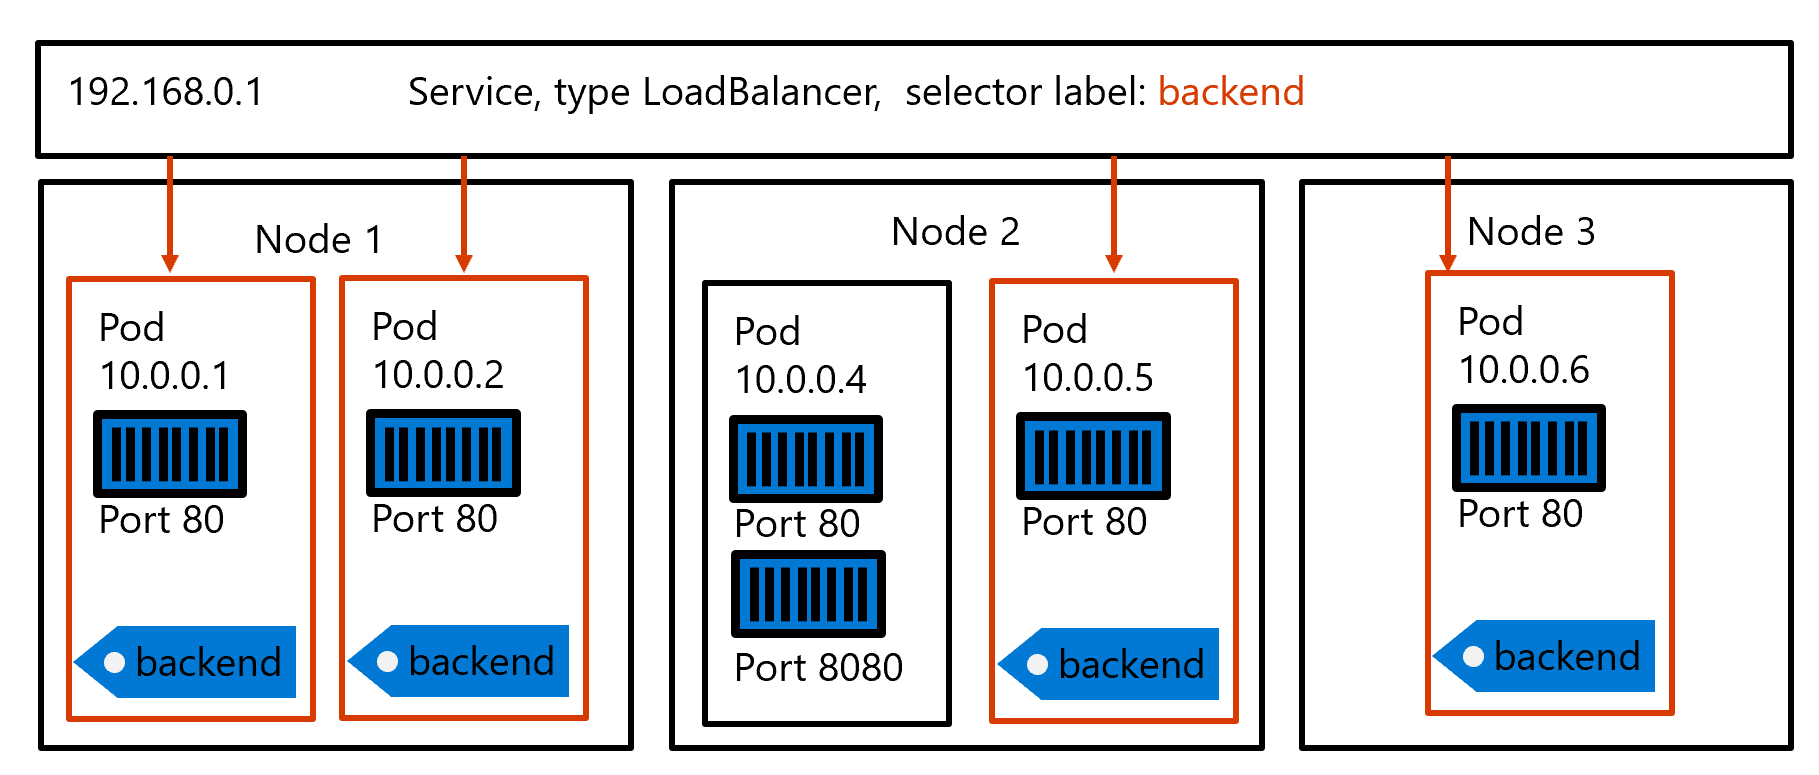 192.168.0.1 Service, type LoadBalancer, selector label: backend
Node 1
Pod
10.0.0.1
Port 80
backend
Pod
10.0.0.2
Port 80
backend
Node 2
Pod
10.0.0.4
Port 80
Port 8080
Pod
10.0.0.5
Port 80
backend
Node 3
Pod
10.0.0.6
Port 80
backend